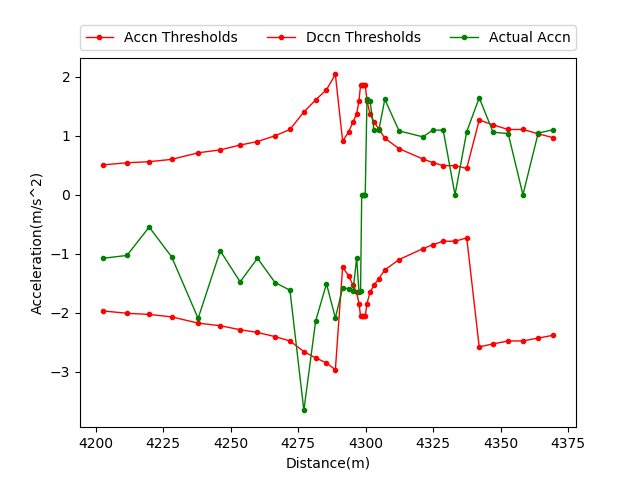 Accn Thresholds Dccn Thresholds Actual Accn
2
1
0
−1
−2
−3
Acceleration(m/s^2)
4200 4225 4250 4275 4300 4325 4350 4375
Distance(m)